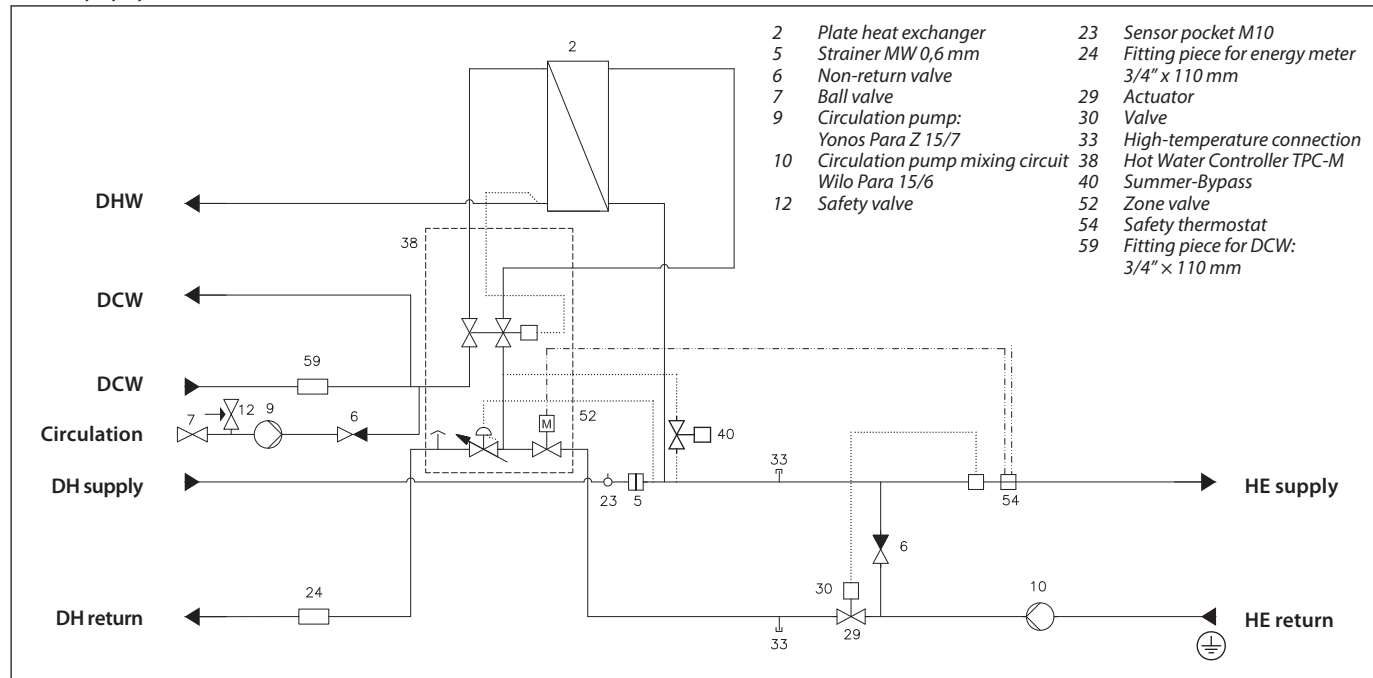 2 Plate heat exchanger
5 Strainer MW 0,6 mm
6 Non-return valve
7 Ball valve
9 Circulation pump:
Yonos Para Z 15/7
10 Circulation pump mixing circuit
Wilo Para 15/6
12 Safety valve
23 Sensor pocket M10
24 Fitting piece for energy meter
3/4" x 110 mm
29 Actuator
30 Valve
33 High-temperature connection
38 Hot Water Controller TPC-M
40 Summer-Bypass
52 Zone valve
54 Safety thermostat
59 Fitting piece for DCW:
3/4" × 110 mm
2
DHW
38
DCW
59
DCW
12
9
7
6
52
M
40
Circulation
33
DH supply
23
5
54
HE supply
6
24
30
10
DH return
33
29
HE return